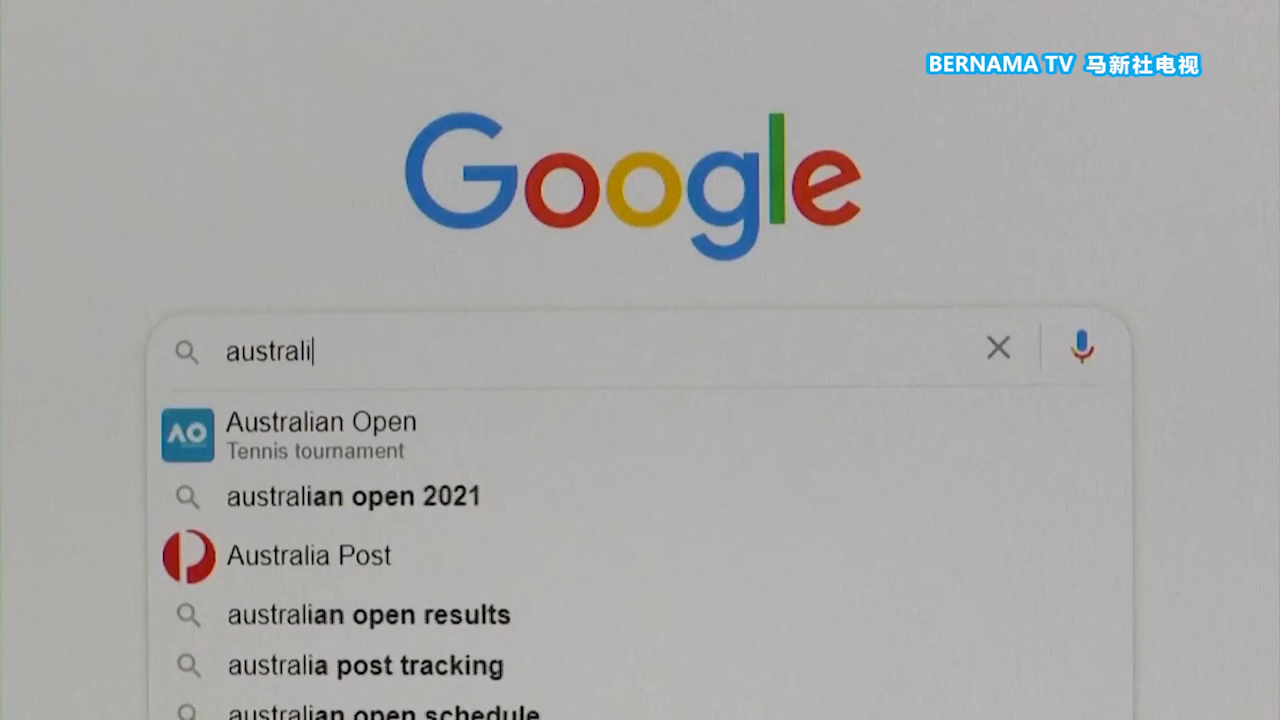 BERNAMA TV 马新社电视
Google
australi
AO
Australian Open
Tennis tournament
australian open 2021
Australia Post
australian open results
australia post tracking
australian open schedule